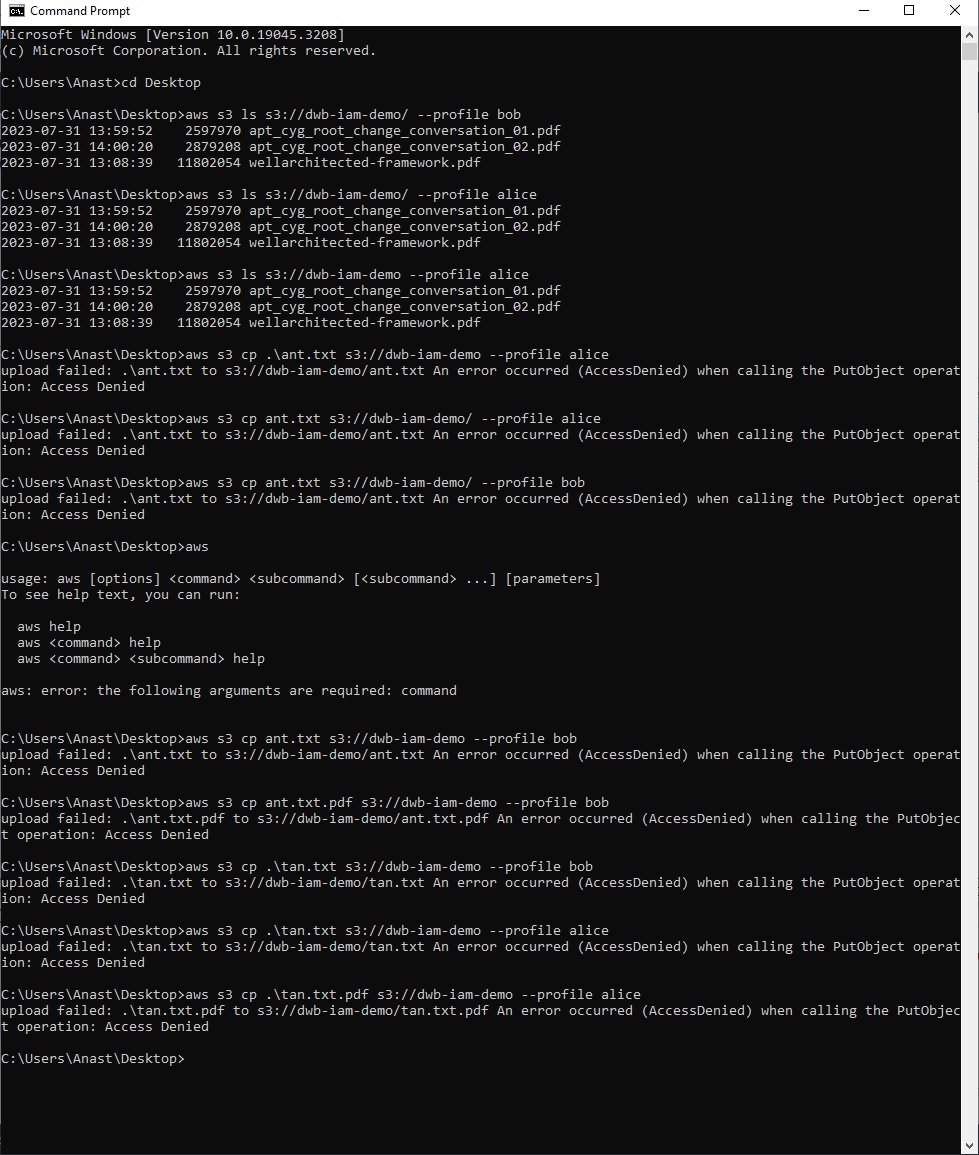 Command Prompt
Microsoft Windows [Version 10.0.19045.3208]
(c) Microsoft Corporation. All rights reserved.
C:\Users\Anast>cd Desktop
C:\Users\Anast\Desktop>aws s3 ls s3://dwb-iam-demo/ --profile bob
2023-07-31 13:59:52    2597970 apt_cyg_root_change_conversation_01.pdf
2023-07-31 14:00:20    2879208 apt_cyg_root_change_conversation_02.pdf
2023-07-31 13:08:39   11802054 wellarchitected-framework.pdf
C:\Users\Anast\Desktop>aws s3 ls s3://dwb-iam-demo/ --profile alice
2023-07-31 13:59:52    2597970 apt_cyg_root_change_conversation_01.pdf
2023-07-31 14:00:20    2879208 apt_cyg_root_change_conversation_02.pdf
2023-07-31 13:08:39   11802054 wellarchitected-framework.pdf
C:\Users\Anast\Desktop>aws s3 ls s3://dwb-iam-demo --profile alice
2023-07-31 13:59:52    2597970 apt_cyg_root_change_conversation_01.pdf
2023-07-31 14:00:20    2879208 apt_cyg_root_change_conversation_02.pdf
2023-07-31 13:08:39   11802054 wellarchitected-framework.pdf
C:\Users\Anast\Desktop>aws s3 cp .\ant.txt s3://dwb-iam-demo --profile alice
upload failed: .\ant.txt to s3://dwb-iam-demo/ant.txt An error occurred (AccessDenied) when calling the PutObject operat
ion: Access Denied
C:\Users\Anast\Desktop>aws s3 cp ant.txt s3://dwb-iam-demo/ --profile alice
upload failed: .\ant.txt to s3://dwb-iam-demo/ant.txt An error occurred (AccessDenied) when calling the PutObject operat
ion: Access Denied
C:\Users\Anast\Desktop>aws s3 cp ant.txt s3://dwb-iam-demo/ --profile bob
upload failed: .\ant.txt to s3://dwb-iam-demo/ant.txt An error occurred (AccessDenied) when calling the PutObject operat
ion: Access Denied
C:\Users\Anast\Desktop>aws
usage: aws [options] <command> <subcommand> [<subcommand> ...] [parameters]
To see help text, you can run:
  aws help
  aws <command> help
  aws <command> <subcommand> help
aws: error: the following arguments are required: command
C:\Users\Anast\Desktop>aws s3 cp ant.txt s3://dwb-iam-demo --profile bob
upload failed: .\ant.txt to s3://dwb-iam-demo/ant.txt An error occurred (AccessDenied) when calling the PutObject operat
ion: Access Denied
C:\Users\Anast\Desktop>aws s3 cp ant.txt.pdf s3://dwb-iam-demo --profile bob
upload failed: .\ant.txt.pdf to s3://dwb-iam-demo/ant.txt.pdf An error occurred (AccessDenied) when calling the PutObjec
t operation: Access Denied
C:\Users\Anast\Desktop>aws s3 cp .\tan.txt s3://dwb-iam-demo --profile bob
upload failed: .\tan.txt to s3://dwb-iam-demo/tan.txt An error occurred (AccessDenied) when calling the PutObject operat
ion: Access Denied
C:\Users\Anast\Desktop>aws s3 cp .\tan.txt s3://dwb-iam-demo --profile alice
upload failed: .\tan.txt to s3://dwb-iam-demo/tan.txt An error occurred (AccessDenied) when calling the PutObject operat
ion: Access Denied
C:\Users\Anast\Desktop>aws s3 cp .\tan.txt.pdf s3://dwb-iam-demo --profile alice
upload failed: .\tan.txt.pdf to s3://dwb-iam-demo/tan.txt.pdf An error occurred (AccessDenied) when calling the PutObjec
t operation: Access Denied
C:\Users\Anast\Desktop>